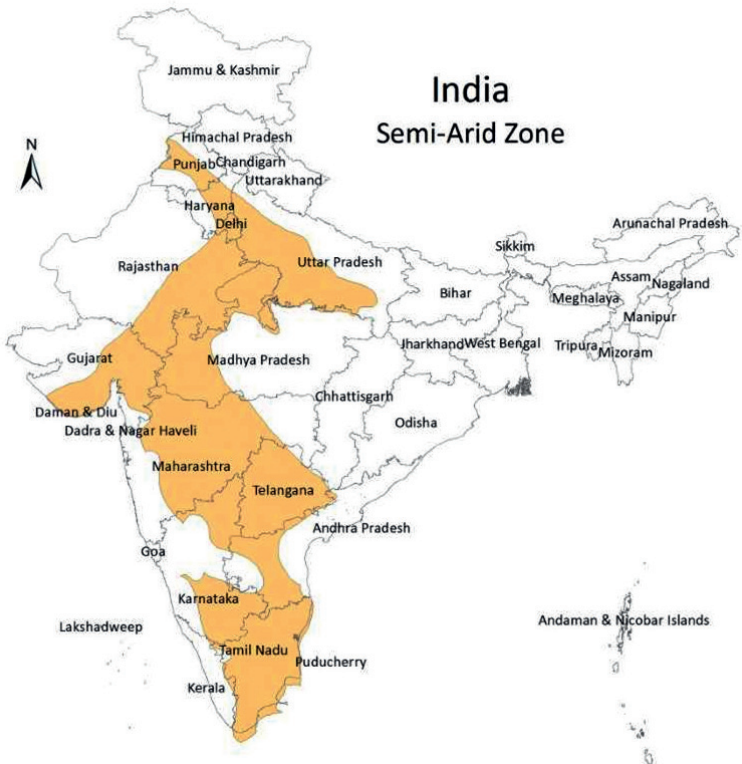 India
Semi-Arid Zone
N
Jammu & Kashmir
Himachal Pradesh
Punjab
Chandigarh
Uttarakhand
Haryana
Delhi
Rajasthan
Uttar Pradesh
Sikkim
Arunachal Pradesh
Bihar
Assam
Nagaland
Meghalaya
Manipur
Gujarat
Madhya Pradesh
Jharkhand
West Bengal
Tripura
Mizoram
Chhattisgarh
Daman & Diu
Odisha
Dadra & Nagar Haveli
Maharashtra
Telangana
Andhra Pradesh
Goa
Karnataka
Lakshadweep
Andaman & Nicobar Islands
Tamil Nadu
Puducherry
Kerala